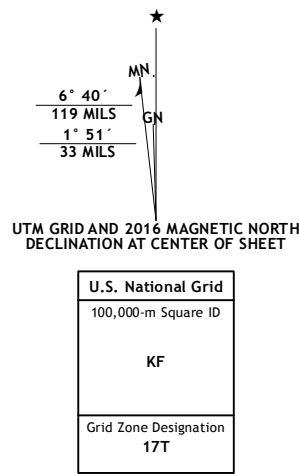 MN
6° 40´
119 MILS
GN
1° 51´
33 MILS
UTM GRID AND 2016 MAGNETIC NORTH
DECLINATION AT CENTER OF SHEET
U.S. National Grid
100,000-m Square ID
KF
Grid Zone Designation
17T